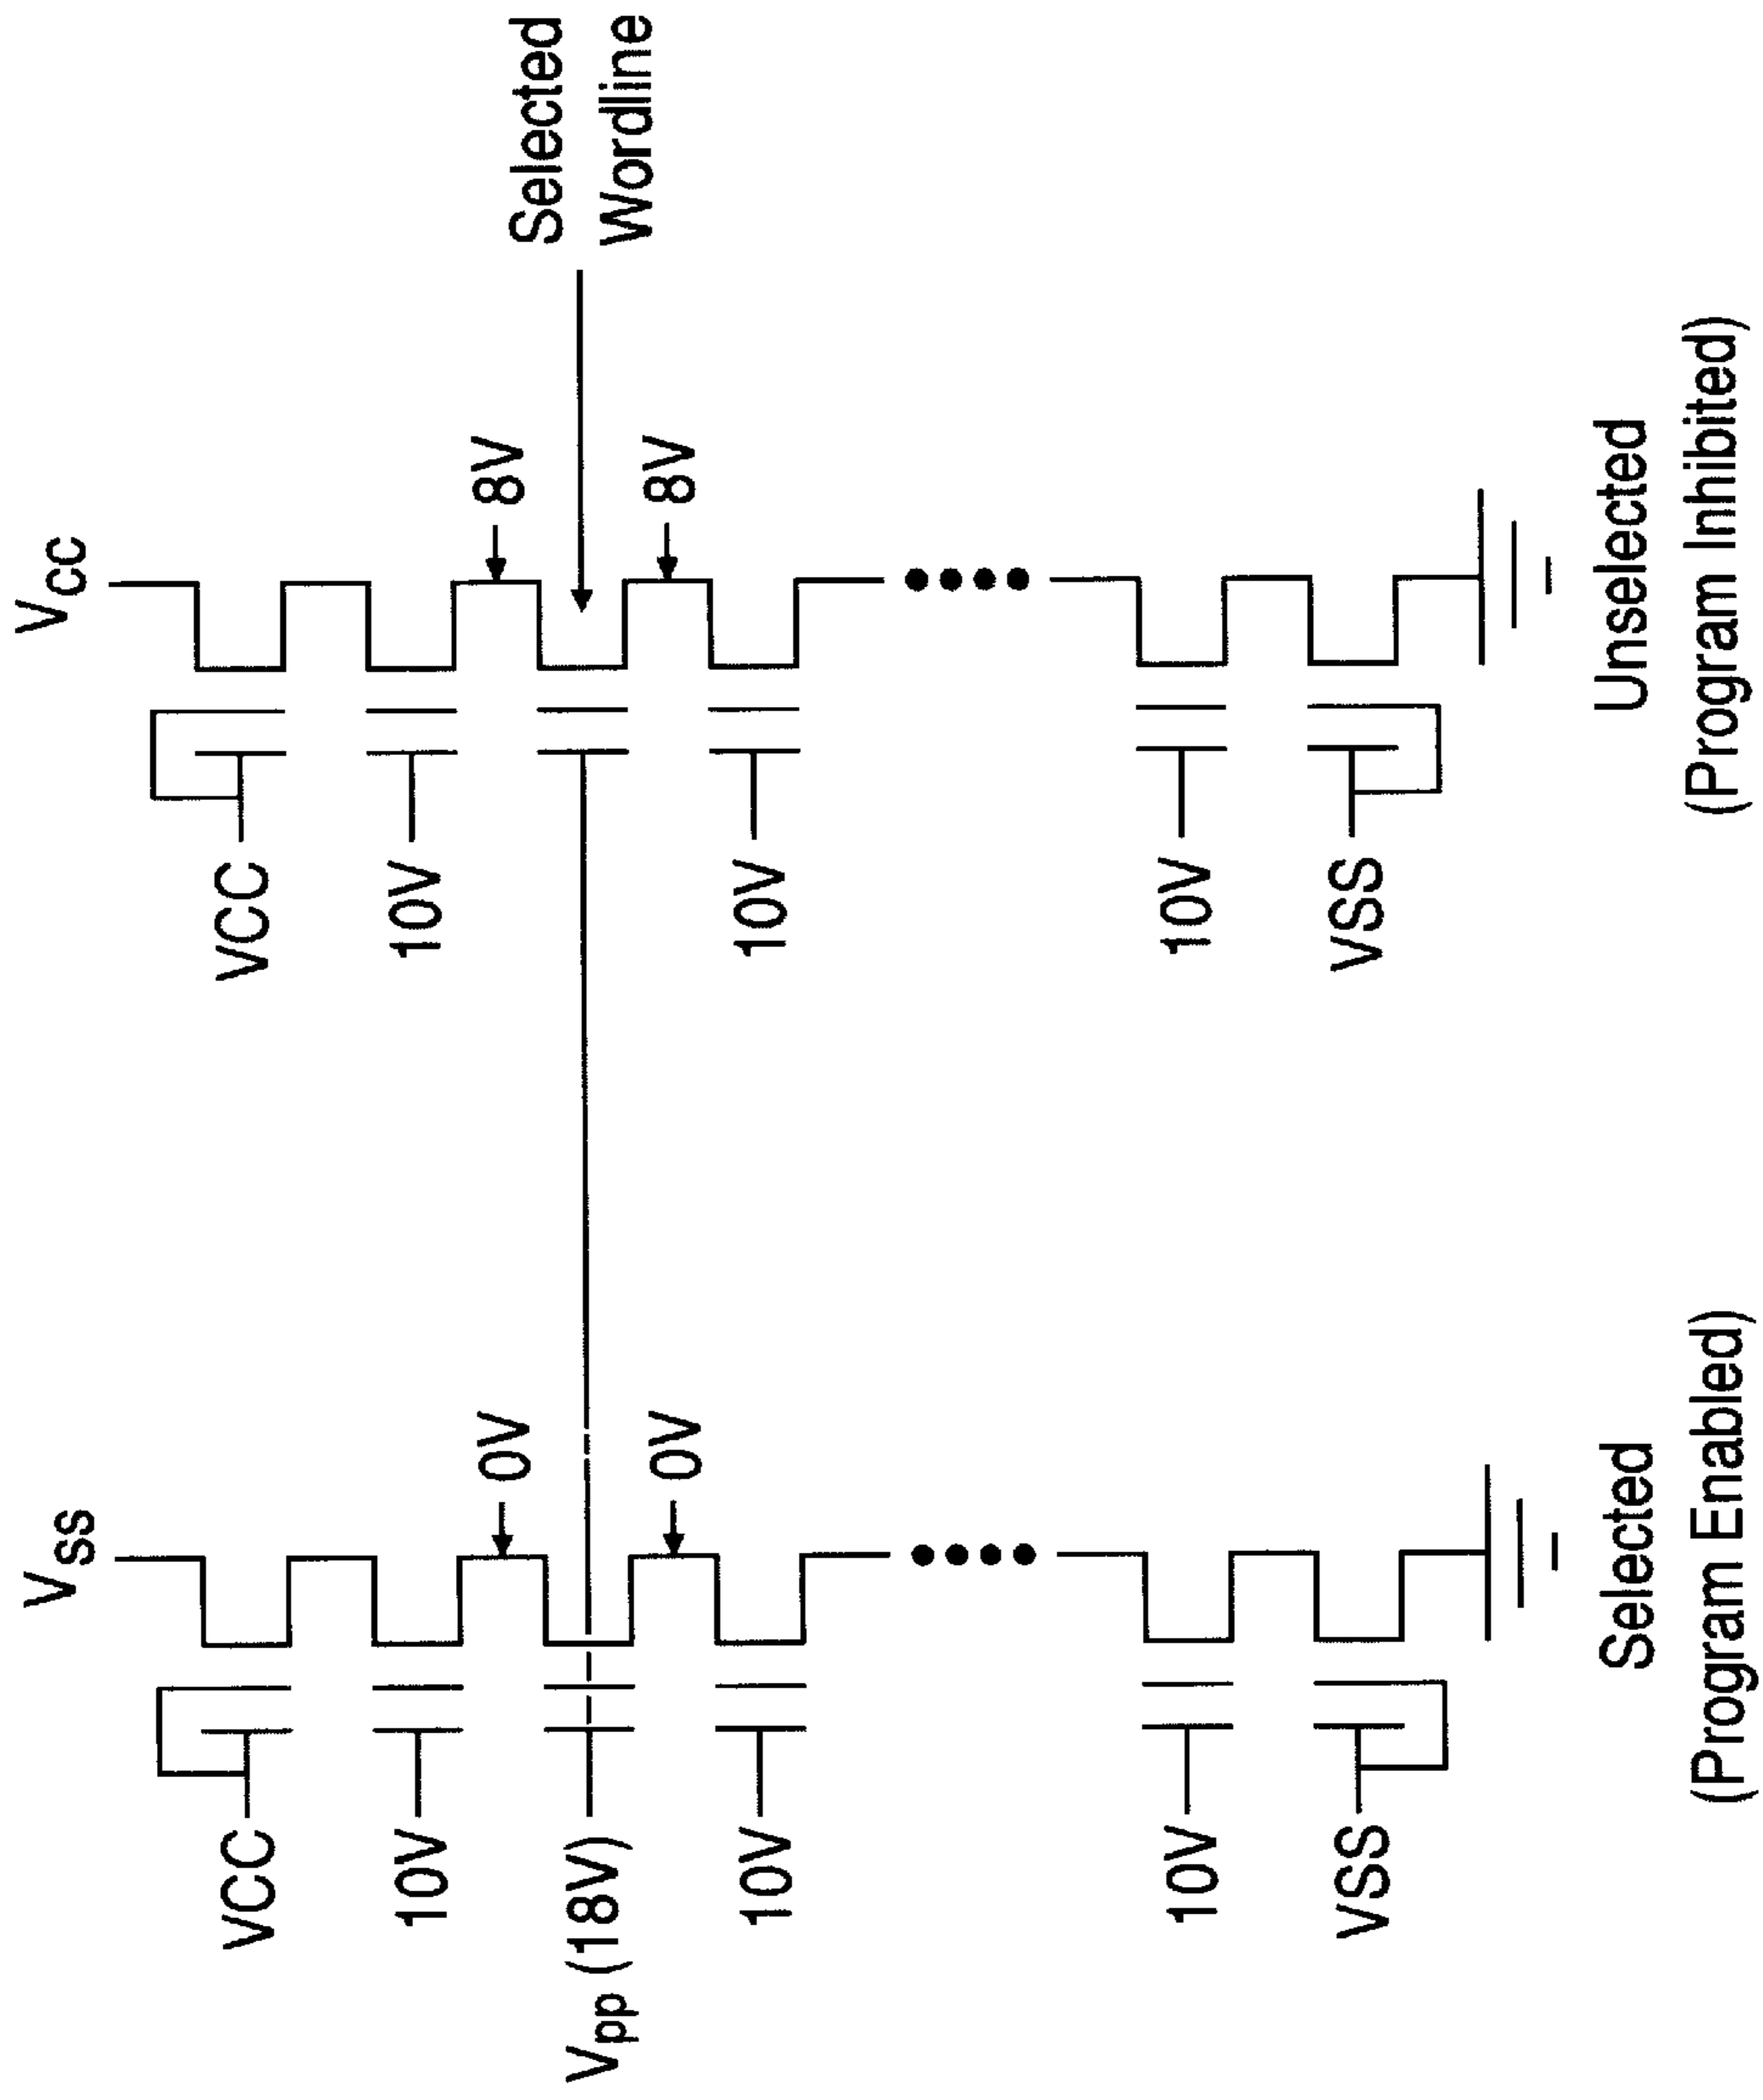 Vss
Vcc
VCC
VCC
10V
10V
0V
8V
Vpp (18V)
Selected
Wordline
0V
8V
10V
10V
10V
10V
VSS
VSS
Selected
(Program Enabled)
Unselected
(Program Inhibited)